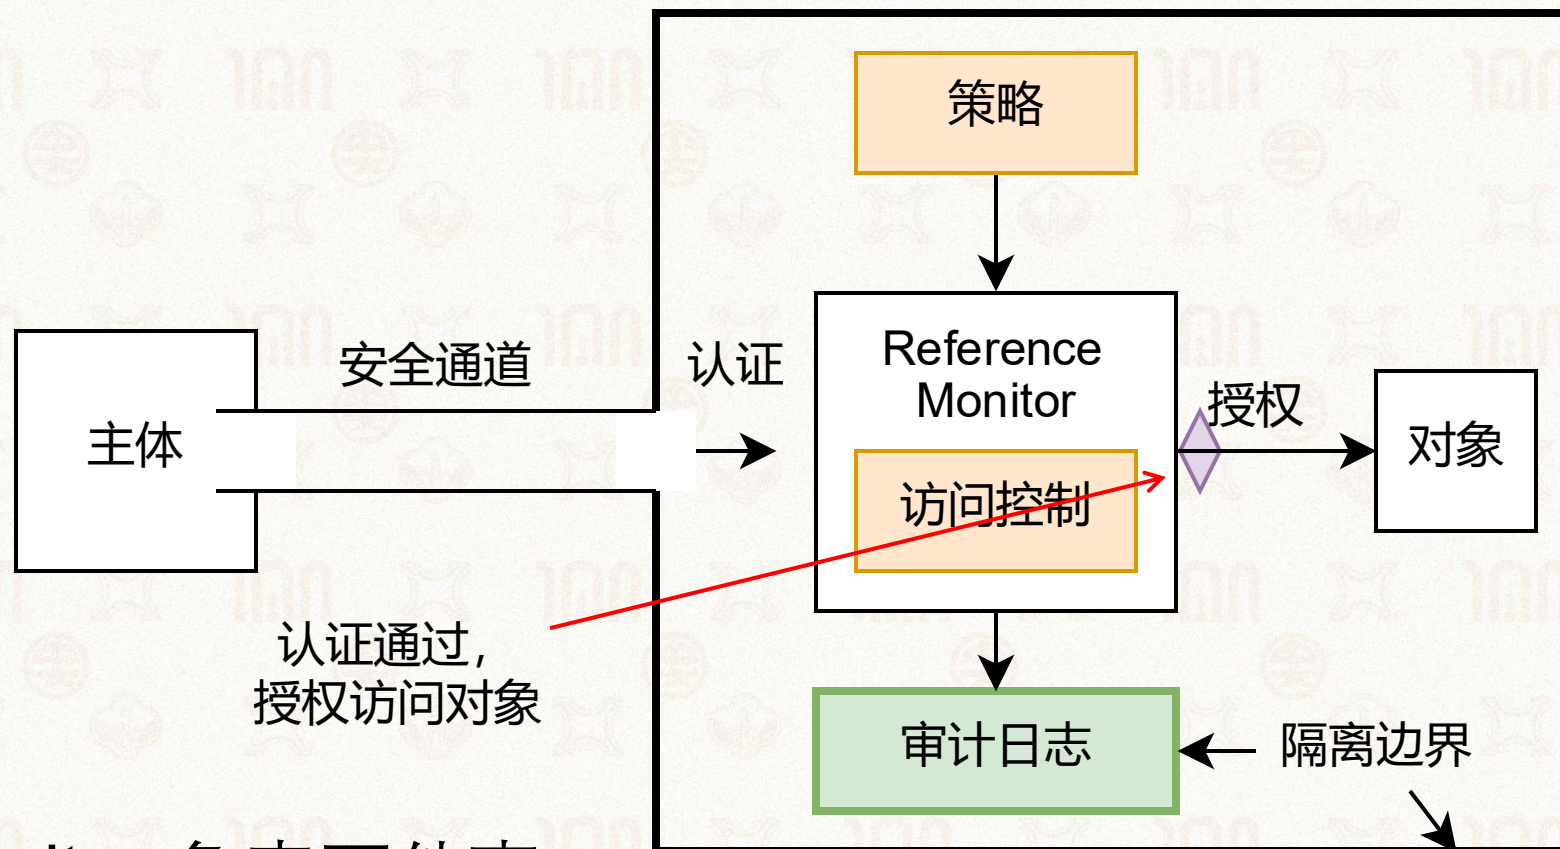 策略
Reference
Monitor
安全通道
认证
授权
主体
对象
访问控制
认证通过，
授权访问对象
审计日志
隔离边界